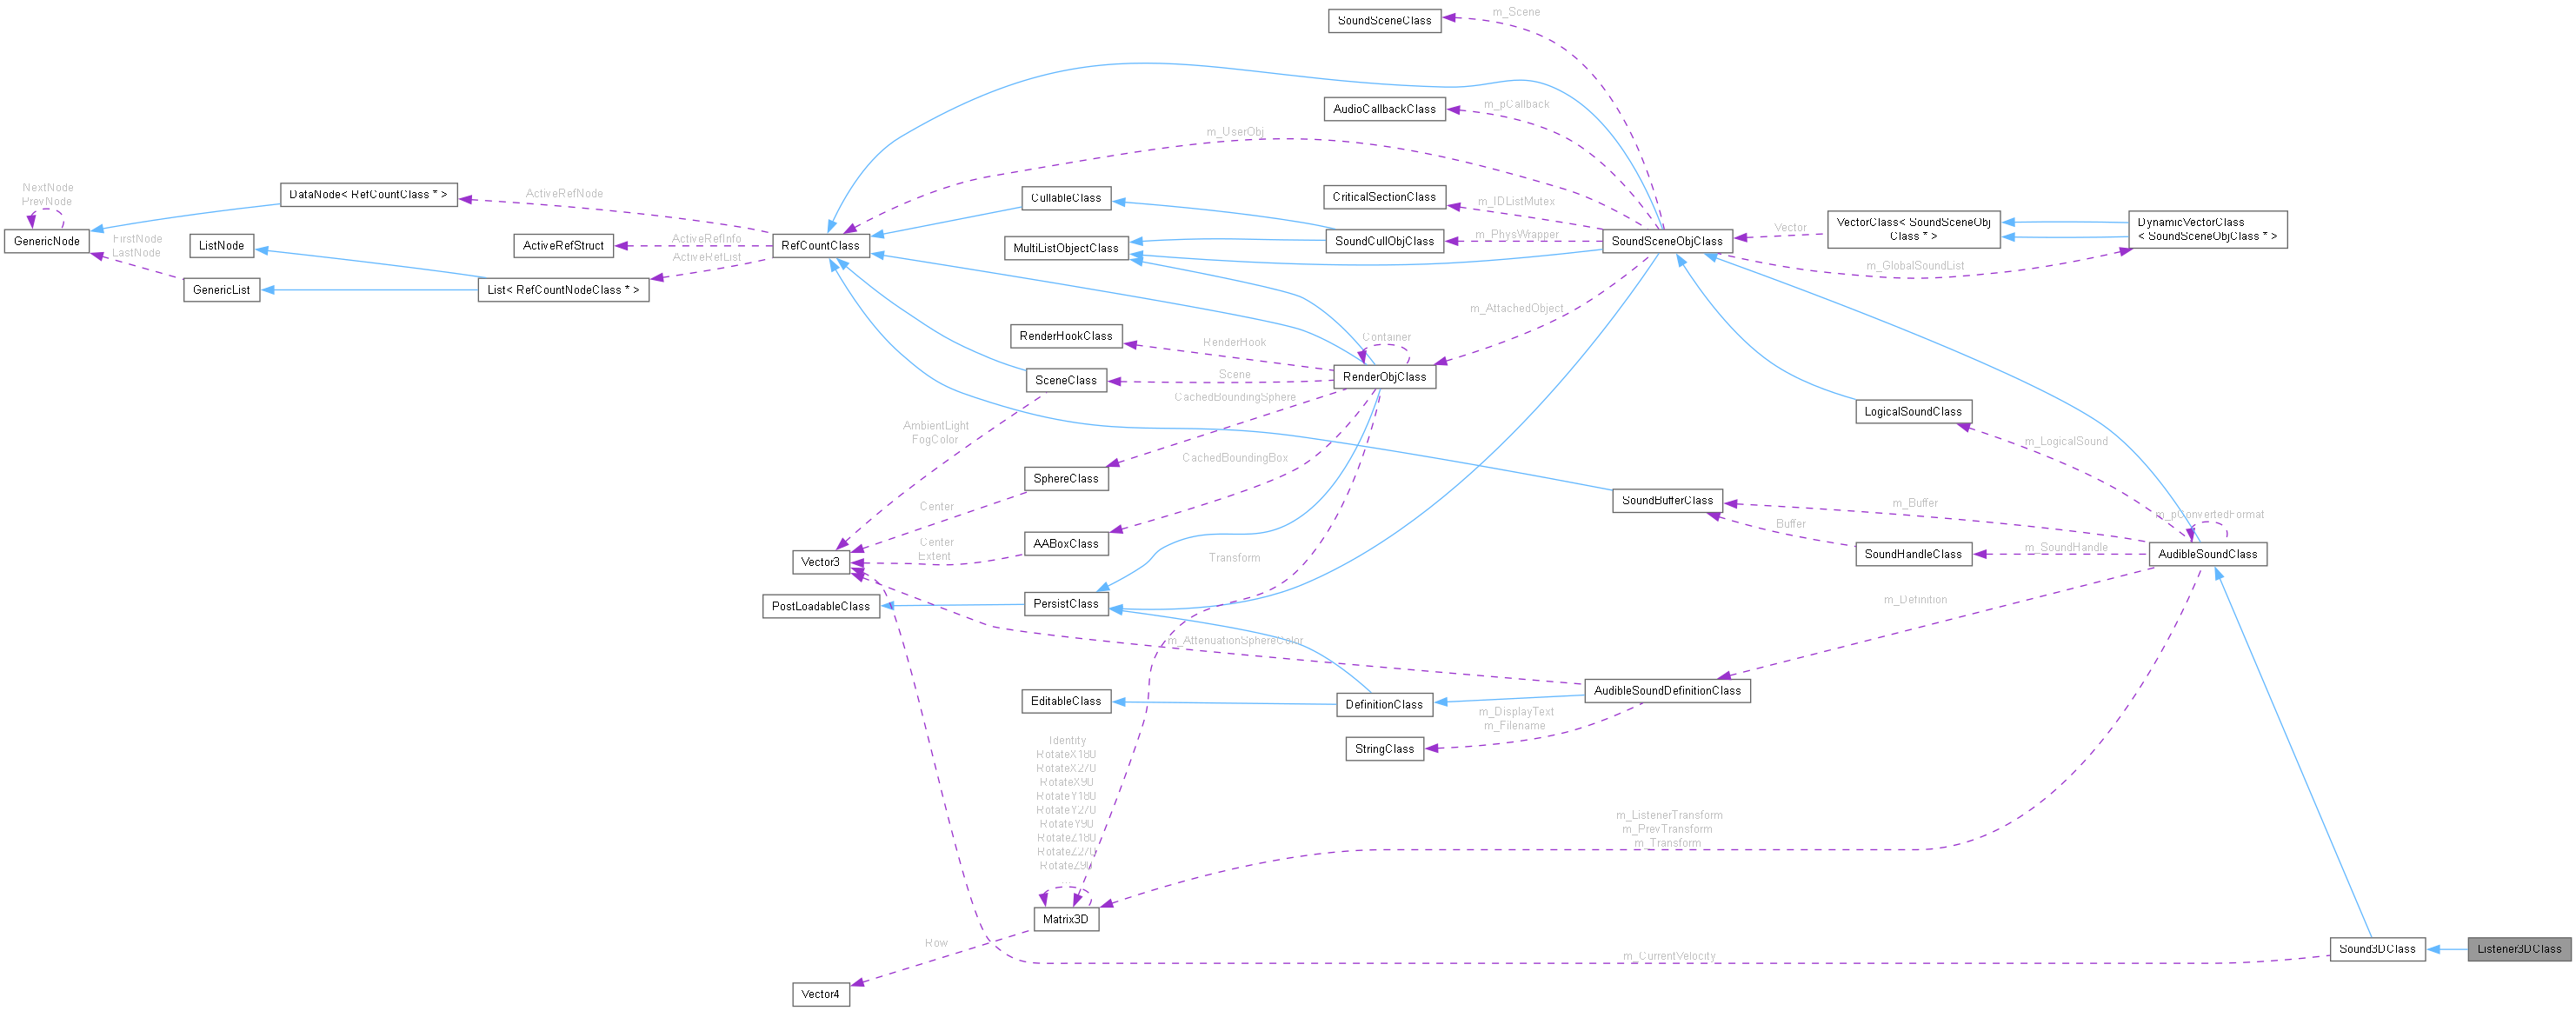 SoundSceneClass
m_Scene
AudioCallbackClass
m_pCallback
m_UserObj
NextNode
PrevNode
DataNode< RefCountClass * >
ActiveRefNode
CullableClass
CriticalSectionClass
m_IDListMutex
VectorClass< SoundSceneObj
Class * >
Vector
DynamicVectorClass
< SoundSceneObjClass * >
GenericNode
FirstNode
LastNode
ListNode
ActiveRefStruct
ActiveRefInfo
ActiveRefList
RefCountClass
MultiListObjectClass
SoundCullObjClass
m_PhysWrapper
SoundSceneObjClass
m_GlobalSoundList
GenericList
List< RefCountNodeClass * >
m_AttachedObject
RenderHookClass
RenderHook
Container
SceneClass
Scene
RenderObjClass
CachedBoundingSphere
LogicalSoundClass
m_LogicalSound
AmbientLight
FogColor
CachedBoundingBox
SphereClass
Center
SoundBufferClass
m_Buffer
Buffer
m_pConvertedFormat
AABoxClass
Center
Extent
Vector3
Transform
SoundHandleClass
m_SoundHandle
AudibleSoundClass
PostLoadableClass
PersistClass
m_Definition
m_AttenuationSphereColor
EditableClass
DefinitionClass
AudibleSoundDefinitionClass
m_DisplayText
m_Filename
StringClass
Identity
RotateX180
RotateX270
RotateX90
RotateY180
RotateY270
RotateY90
RotateZ180
RotateZ270
RotateZ90
...
m_ListenerTransform
m_PrevTransform
m_Transform
Matrix3D
Row
m_CurrentVelocity
Sound3DClass
Listener3DClass
Vector4